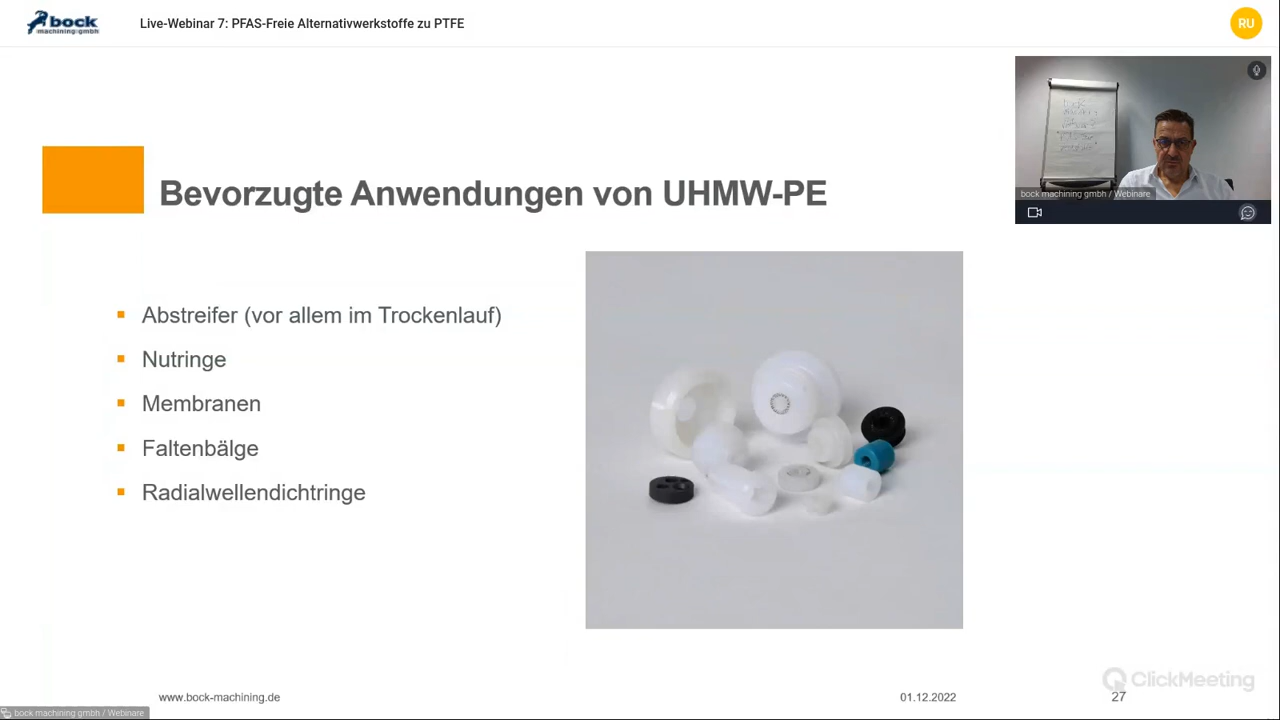 bock
machining gmbh
Live-Webinar 7: PFAS-Freie Alternativwerkstoffe zu PTFE
RU
bock machining gmbh / Webinare
Bevorzugte Anwendungen von UHMW-PE
Abstreifer (vor allem im Trockenlauf)
Nutringe
Membranen
Faltenbälge
Radialwellendichtringe
www.bock-machining.de
01.12.2022
27
ClickMeeting
bock machining gmbh / Webinare